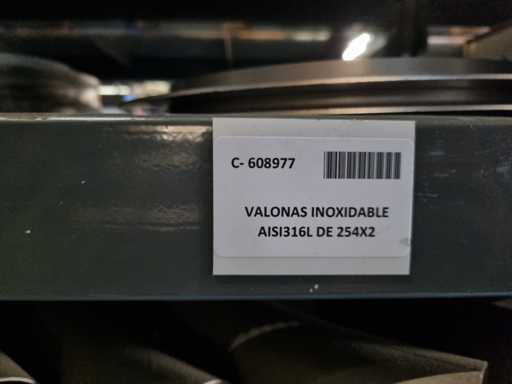 C- 608977
VALONAS INOXIDABLE
AISI316L DE 254X2